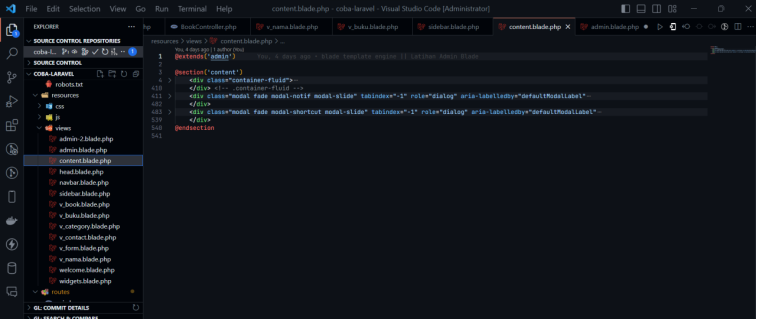 File Edit Selection View Go Run Terminal Help content.blade.php - coba-laravel - Visual Studio Code [Administrator]
EXPLORER
hp BookController.php v_nama.blade.php v_buku.blade.php sidebar.blade.php content.blade.php admin.blade.php
SOURCE CONTROL REPOSITORIES
resources > views > content.blade.php > ...
coba-l... 1
You, 4 days ago | 1 author (You)
SOURCE CONTROL
1 @extends('admin') You, 4 days ago • blade template engine || Latihan Admin Blade
COBA-LARAVEL
3 @section('content')
robots.txt
4 <div class="container-fluid">
resources
410 </div> <!-- .container-fluid -->
css
411 <div class="modal fade modal-notif modal-slide" tabindex="-1" role="dialog" aria-labelledby="defaultModalLabel"
js
482 </div>
views
483 <div class="modal fade modal-shortcut modal-slide" tabindex="-1" role="dialog" aria-labelledby="defaultModalLabel"
admin-2.blade.php
539 </div>
admin.blade.php
540 @endsection
content.blade.php
541
head.blade.php
navbar.blade.php
sidebar.blade.php
v_book.blade.php
v_buku.blade.php
v_category.blade.php
v_contact.blade.php
v_form.blade.php
v_nama.blade.php
welcome.blade.php
widgets.blade.php
routes
GL: COMMIT DETAILS
GL: SEARCH & COMPARE